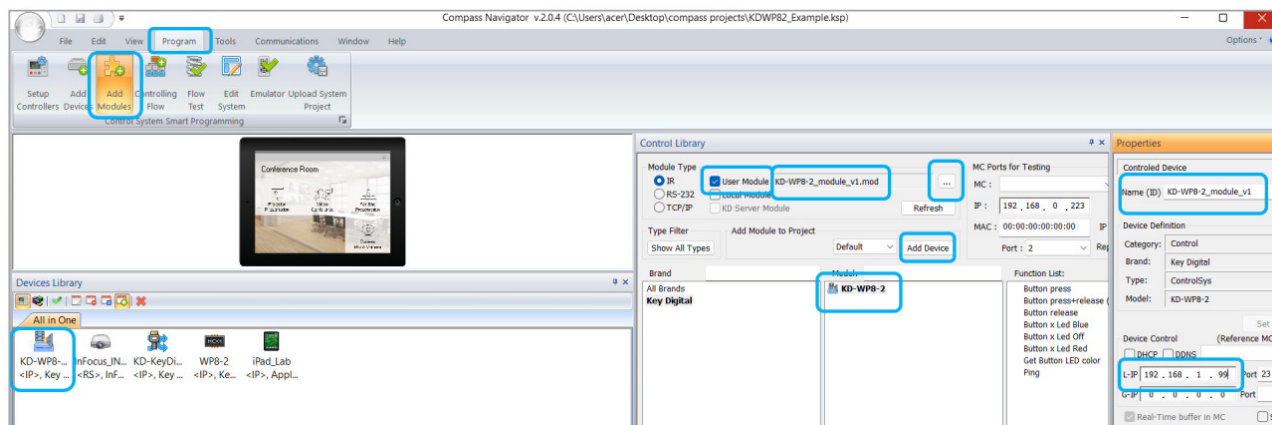 Compass Navigator v.2.0.4 (C:\Users\acer\Desktop\compass projects\KDWP82_Example.ksp)
File Edit View Program Tools Communications Window Help
Options
Setup Controllers
Add Devices
Add Modules
Controlling Flow
Flow Test
Edit System
Emulator
Upload System Project
Control System Smart Programming
Conference Room
Devices Library
All in One
KD-WP8-...
<IP>, Key ...
InFocus_IN...
<RS>, InF...
KD-KeyDi...
<IP>, Key ...
WP8-2
<IP>, Ke...
iPad_Lab
<IP>, Appl...
Control Library
Module Type
IR
RS-232
TCP/IP
User Module
KD-WP8-2_module_v1.mod
...
Local Module
KD Server Module
Refresh
Type Filter
Show All Types
Add Module to Project
Default
Add Device
MC Ports for Testing
MC :
IP : 192 . 168 . 0 . 223
MAC : 00:00:00:00:00:00 IP
Port : 2
Brand
All Brands
Key Digital
Model:
KD-WP8-2
Function List:
Button press
Button press+release (
Button release
Button x Led Blue
Button x Led Off
Button x Led Red
Get Button LED color
Ping
Properties
Controled Device
Name (ID) KD-WP8-2_module_v1
Device Definition
Category: Control
Brand: Key Digital
Type: ControlSys
Model: KD-WP8-2
Set
Device Control (Reference MC
DHCP DDNS
L-IP 192 . 168 . 1 . 99 Port 23
G-IP 0 . 0 . 0 . 0 Port
Real-Time buffer in MC